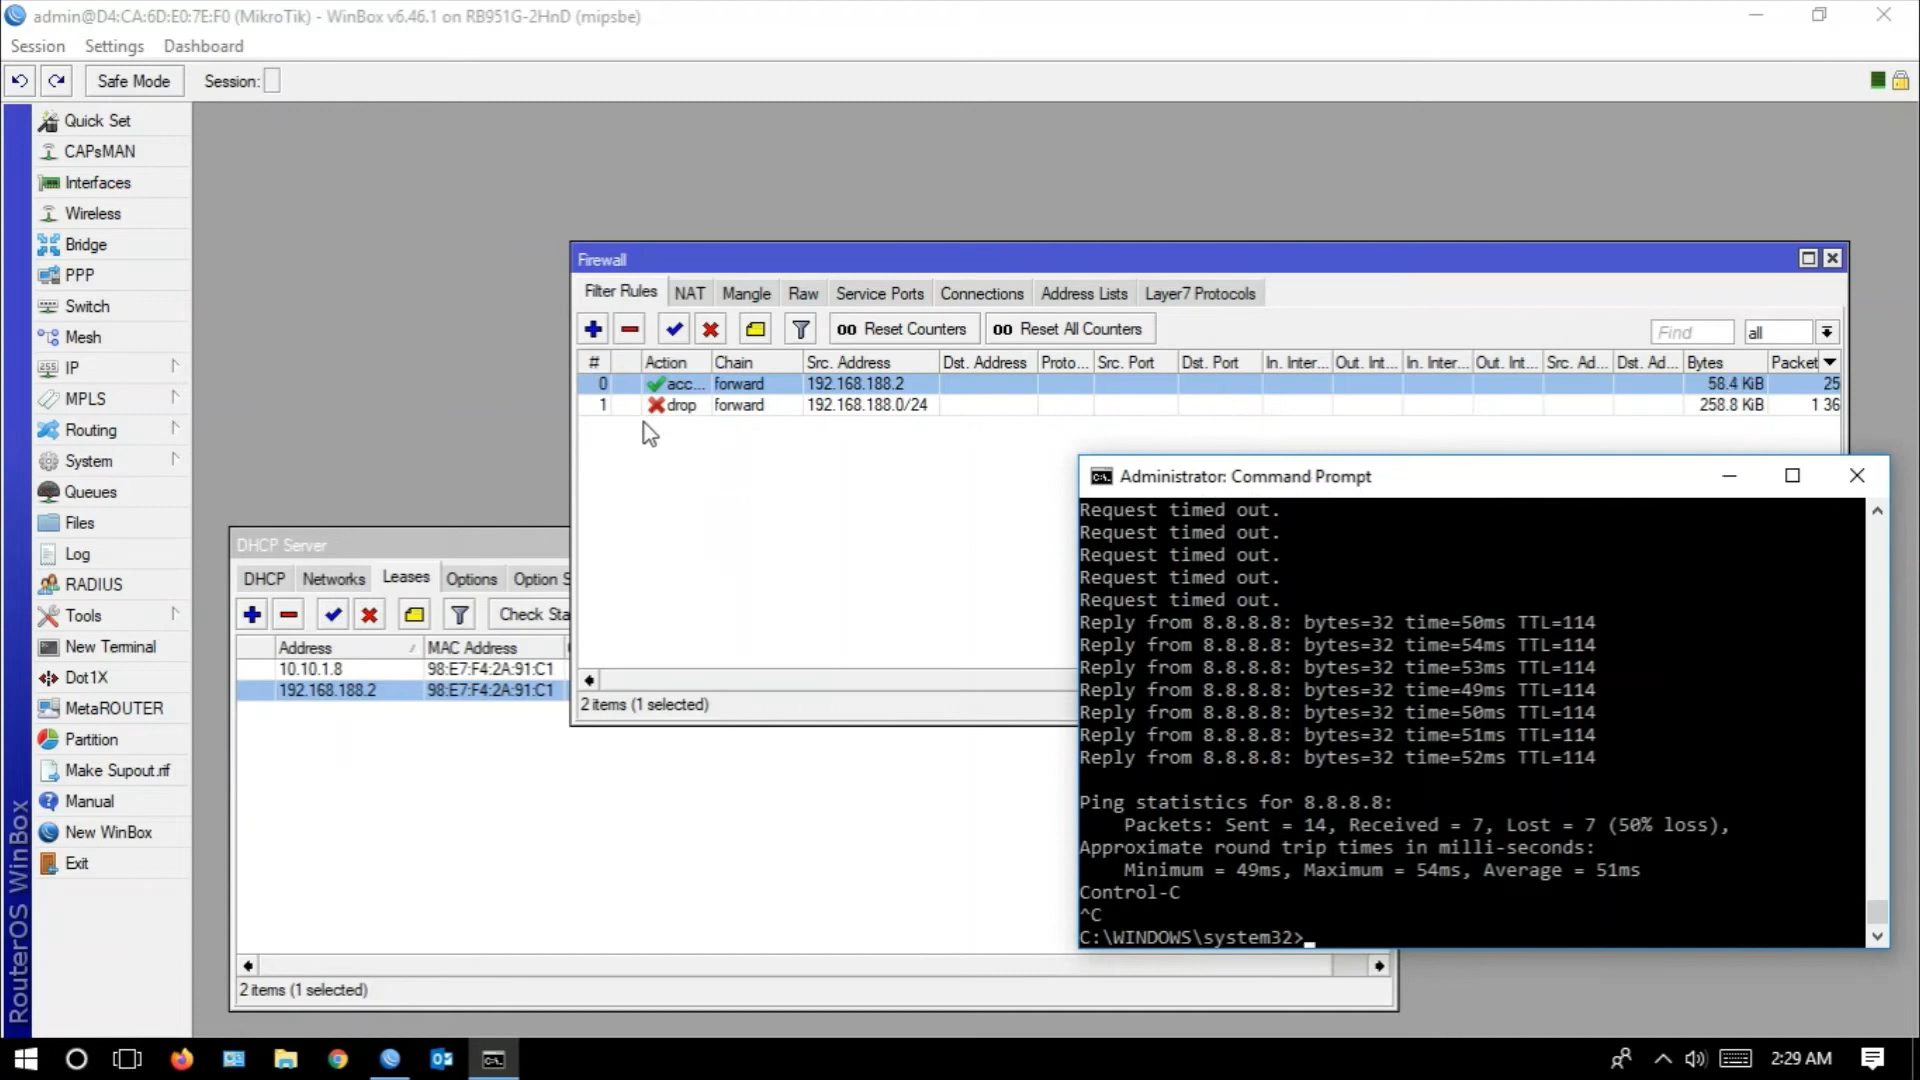 admin@D4:CA:6D:E0:7E:F0 (MikroTik) - WinBox v6.46.1 on RB951G-2HnD (mipsbe)
Session Settings Dashboard
Safe Mode Session:
Quick Set
CAPsMAN
Interfaces
Wireless
Bridge
PPP
Switch
Mesh
IP
MPLS
Routing
System
Queues
Files
Log
RADIUS
Tools
New Terminal
Dot1X
MetaROUTER
Partition
Make Supout.rif
Manual
New WinBox
Exit
RouterOS WinBox
Firewall
Filter Rules NAT Mangle Raw Service Ports Connections Address Lists Layer7 Protocols
00 Reset Counters 00 Reset All Counters Find all
# Action Chain Src. Address Dst. Address Proto... Src. Port Dst. Port In. Inter... Out. Int... In. Inter... Out. Int... Src. Ad... Dst. Ad... Bytes Packet
0 acc... forward 192.168.188.2 58.4 KiB 25
1 drop forward 192.168.188.0/24 258.8 KiB 1 36
2 items (1 selected)
DHCP Server
DHCP Networks Leases Options Option S
Check Sta
Address MAC Address
10.10.1.8 98:E7:F4:2A:91:C1
192.168.188.2 98:E7:F4:2A:91:C1
2 items (1 selected)
Administrator: Command Prompt
Request timed out.
Request timed out.
Request timed out.
Request timed out.
Request timed out.
Reply from 8.8.8.8: bytes=32 time=50ms TTL=114
Reply from 8.8.8.8: bytes=32 time=54ms TTL=114
Reply from 8.8.8.8: bytes=32 time=53ms TTL=114
Reply from 8.8.8.8: bytes=32 time=49ms TTL=114
Reply from 8.8.8.8: bytes=32 time=50ms TTL=114
Reply from 8.8.8.8: bytes=32 time=51ms TTL=114
Reply from 8.8.8.8: bytes=32 time=52ms TTL=114
Ping statistics for 8.8.8.8:
Packets: Sent = 14, Received = 7, Lost = 7 (50% loss),
Approximate round trip times in milli-seconds:
Minimum = 49ms, Maximum = 54ms, Average = 51ms
Control-C
^C
C:\WINDOWS\system32>
2:29 AM